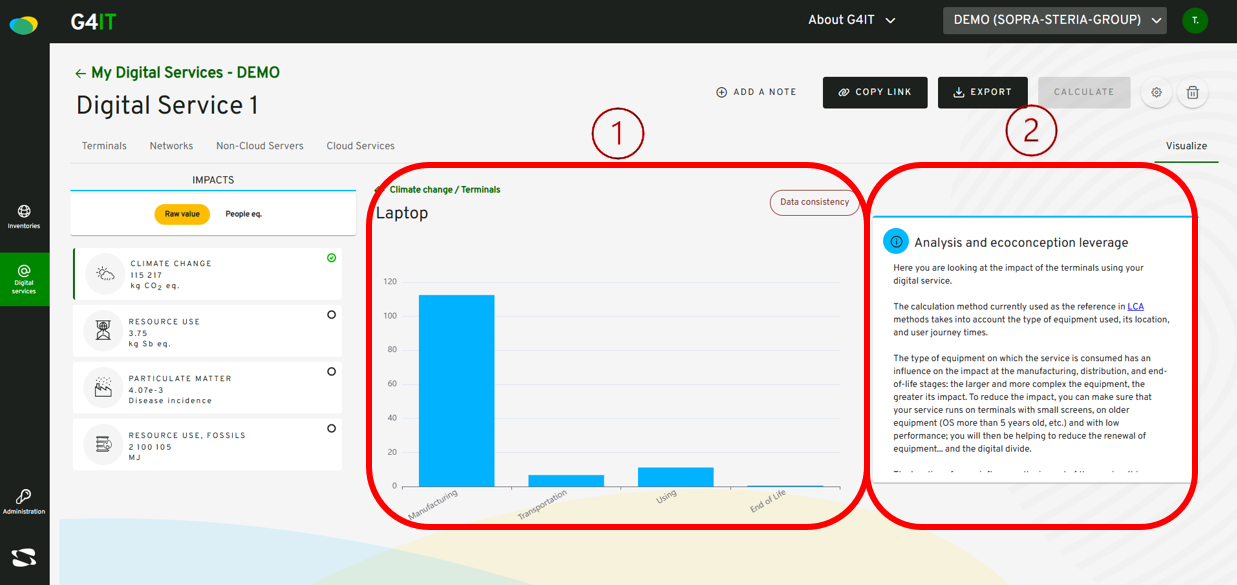 G4IT
About G4IT
DEMO (SOPRA-STERIA-GROUP)
T.
← My Digital Services - DEMO
Digital Service 1
ADD A NOTE
COPY LINK
EXPORT
CALCULATE
Terminals
Networks
Non-Cloud Servers
Cloud Services
Visualize
1
2
Inventories
Digital
services
Administration
IMPACTS
Raw value
People eq.
CLIMATE CHANGE
115 217
kg CO2 eq.
RESOURCE USE
3.75
kg Sb eq.
PARTICULATE MATTER
4.07e-3
Disease incidence
RESOURCE USE, FOSSILS
2 100 105
MJ
Climate change / Terminals
Laptop
Data consistency
120
100
80
60
40
20
0
Manufacturing
Transportation
Using
End of Life
Analysis and ecoconception leverage
Here you are looking at the impact of the terminals using your
digital service.
The calculation method currently used as the reference in LCA
methods takes into account the type of equipment used, its location,
and user journey times.
The type of equipment on which the service is consumed has an
influence on the impact at the manufacturing, distribution, and end-
of-life stages: the larger and more complex the equipment, the
greater its impact. To reduce the impact, you can make sure that
your service runs on terminals with small screens, on older
equipment (OS more than 5 years old, etc.) and with low
performance; you will then be helping to reduce the renewal of
equipment... and the digital divide.